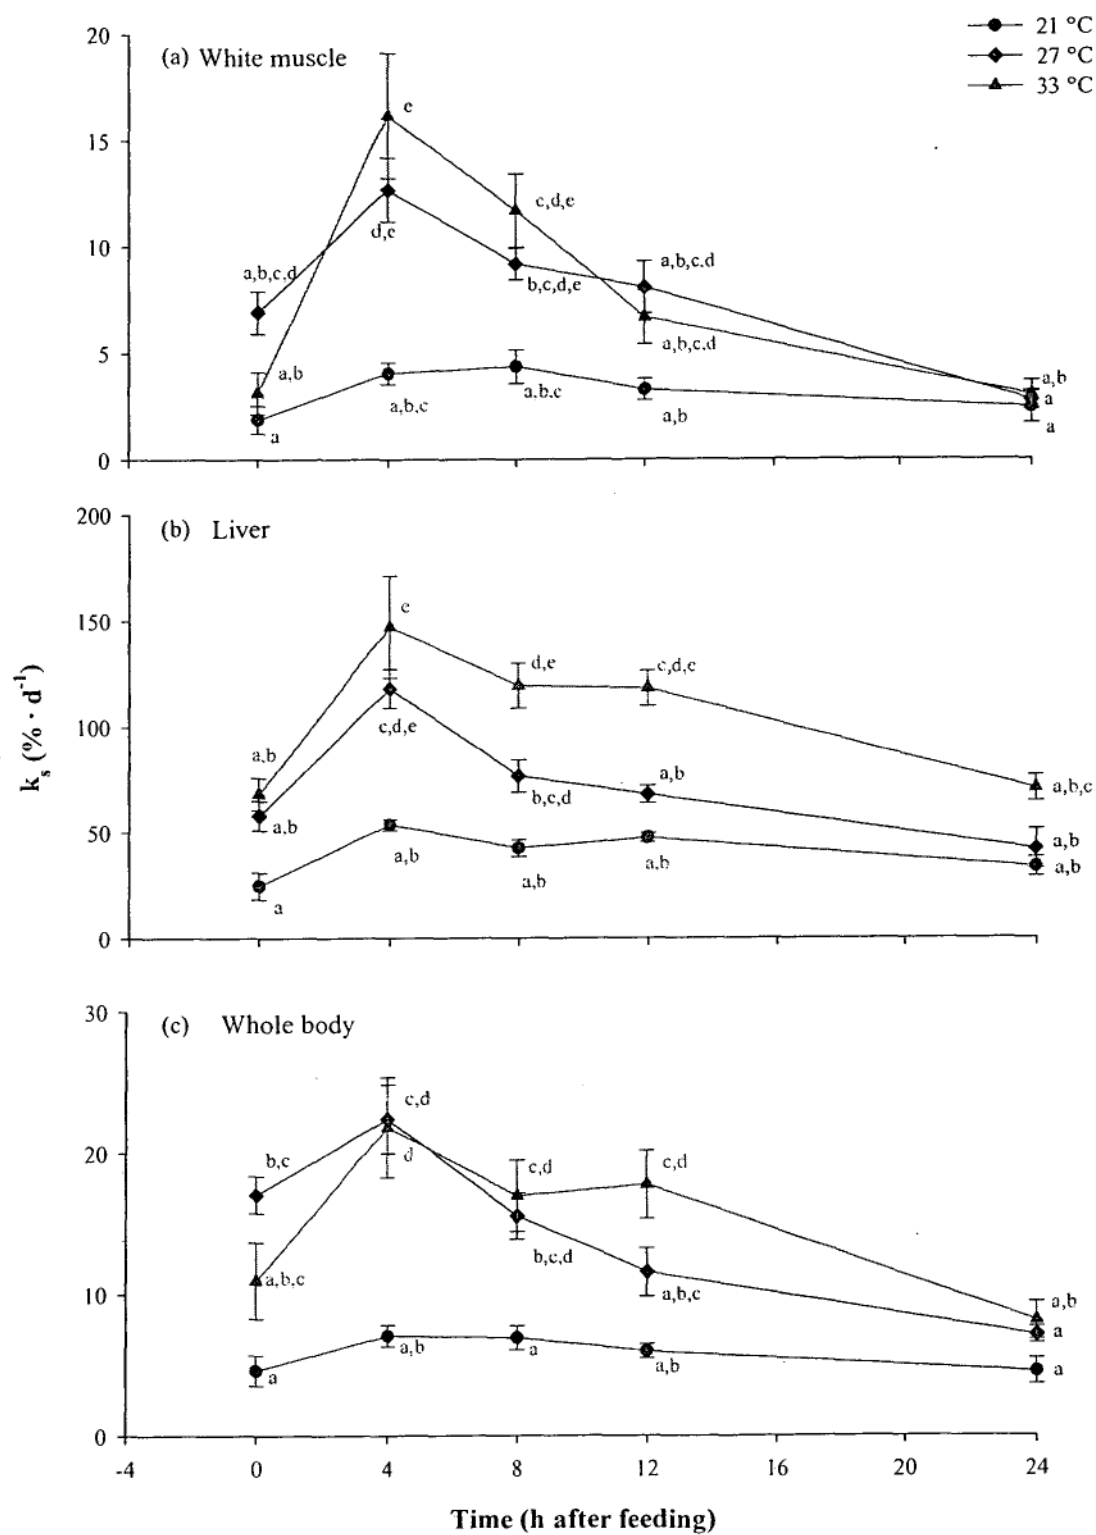 21 °C
27 °C
33 °C
20
(a) White muscle
15
10
5
0
e
d,e
c,d,e
b,c,d,e
a,b,c,d
a,b,c.d
a,b,c.d
a,b
a,b,c
a,b.c
a,b
a
a,b
a
a
200
(b) Liver
150
100
50
0
e
d,e
c,d,e
c,d,e
a,b
a,b
b,c,d
a,b
a,b
a,b
a,b
a
a,b,c
a,b
a,b
ks (% · d-1)
30
(c) Whole body
20
10
0
c,d
d
b,c
c,d
c,d
b,c,d
a,b,c
a,b,c
a,b
a
a,b
a
a,b
a
a
-4 0 4 8 12 16 20 24
Time (h after feeding)